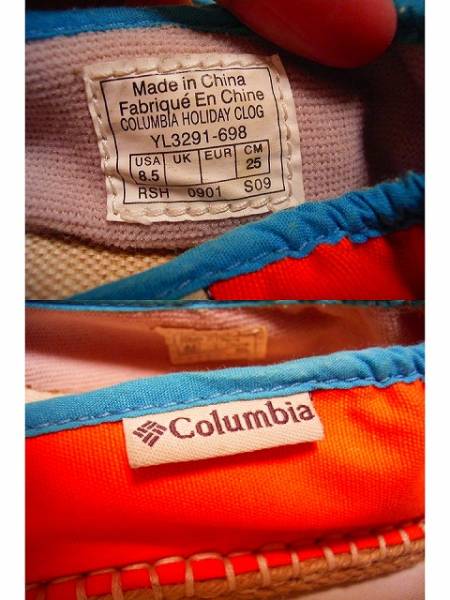 Made in China
Fabriqué En Chine
COLUMBIA HOLIDAY CLOG
YL3291-698
USA UK EUR CM
8.5 25
RSH 0901 S09
Columbia